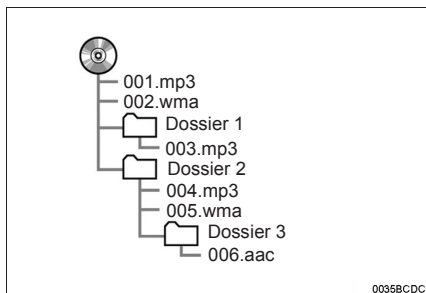 001.mp3
002.wma
Dossier 1
003.mp3
Dossier 2
004.mp3
005.wma
Dossier 3
006.aac
0035BCDC